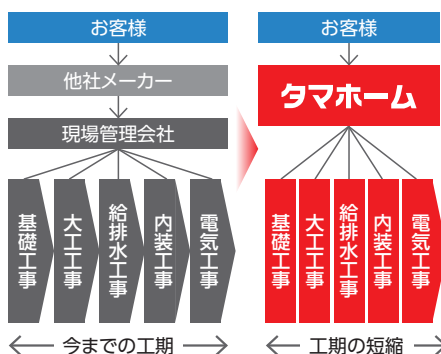 お客様
他社メーカー
現場管理会社
基礎工事
大工工事
給排水工事
内装工事
電気工事
今までの工期
お客様
タマホーム
基礎工事
大工工事
給排水工事
内装工事
電気工事
工期の短縮